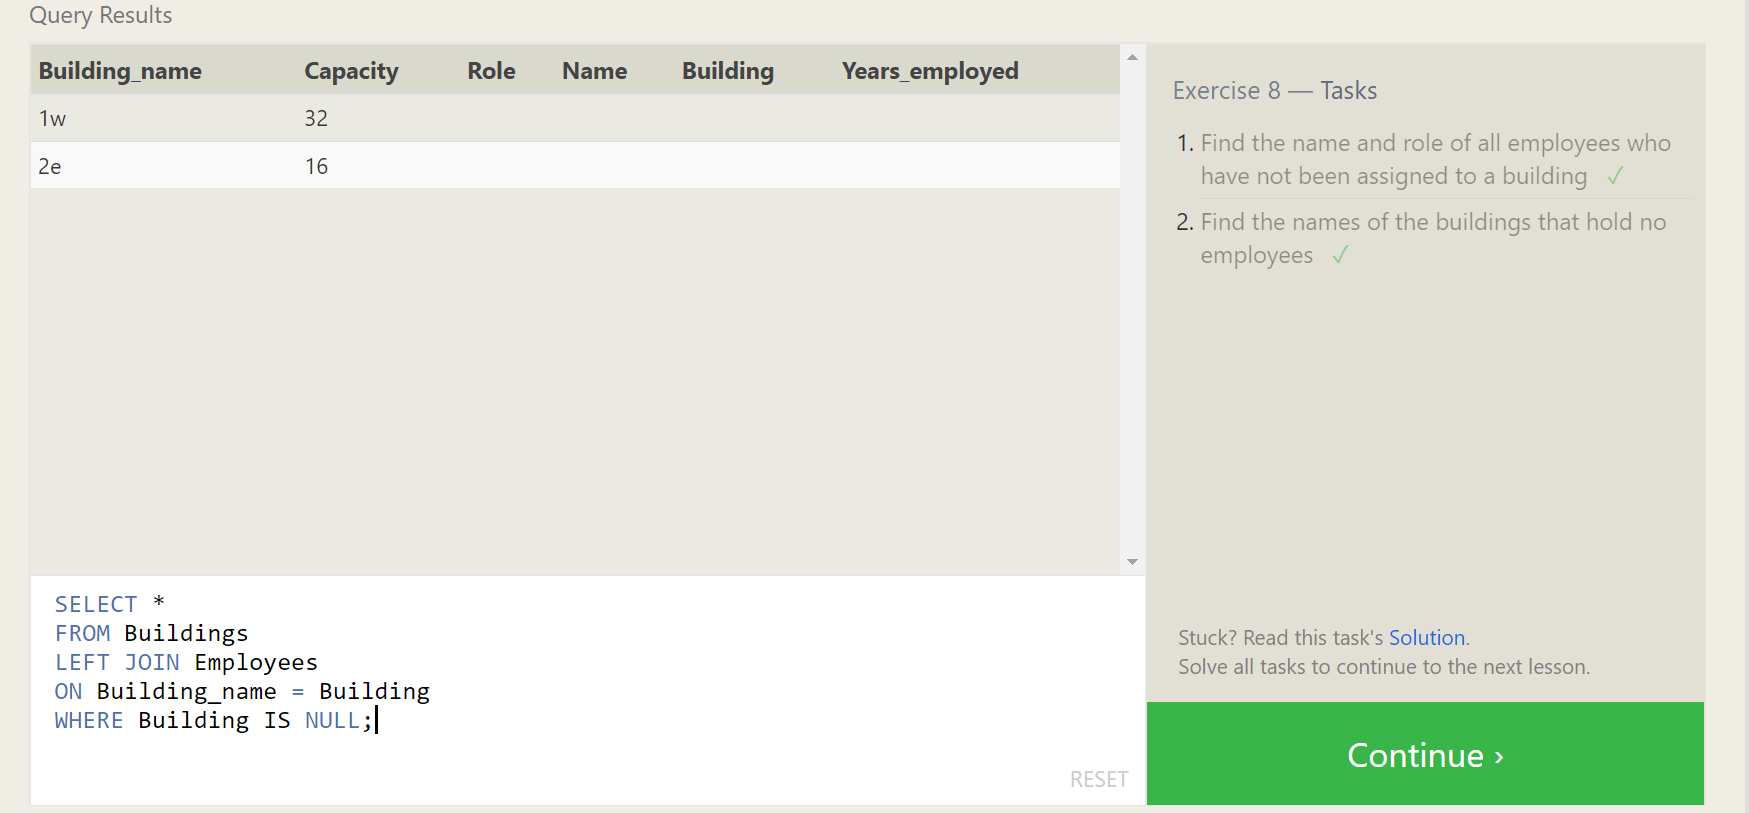 Query Results
Building_name Capacity Role Name Building Years_employed
1w 32
2e 16
SELECT *
FROM Buildings
LEFT JOIN Employees
ON Building_name = Building
WHERE Building IS NULL;
RESET
Exercise 8 — Tasks
1. Find the name and role of all employees who
have not been assigned to a building ✓
2. Find the names of the buildings that hold no
employees ✓
Stuck? Read this task's Solution.
Solve all tasks to continue to the next lesson.
Continue ›